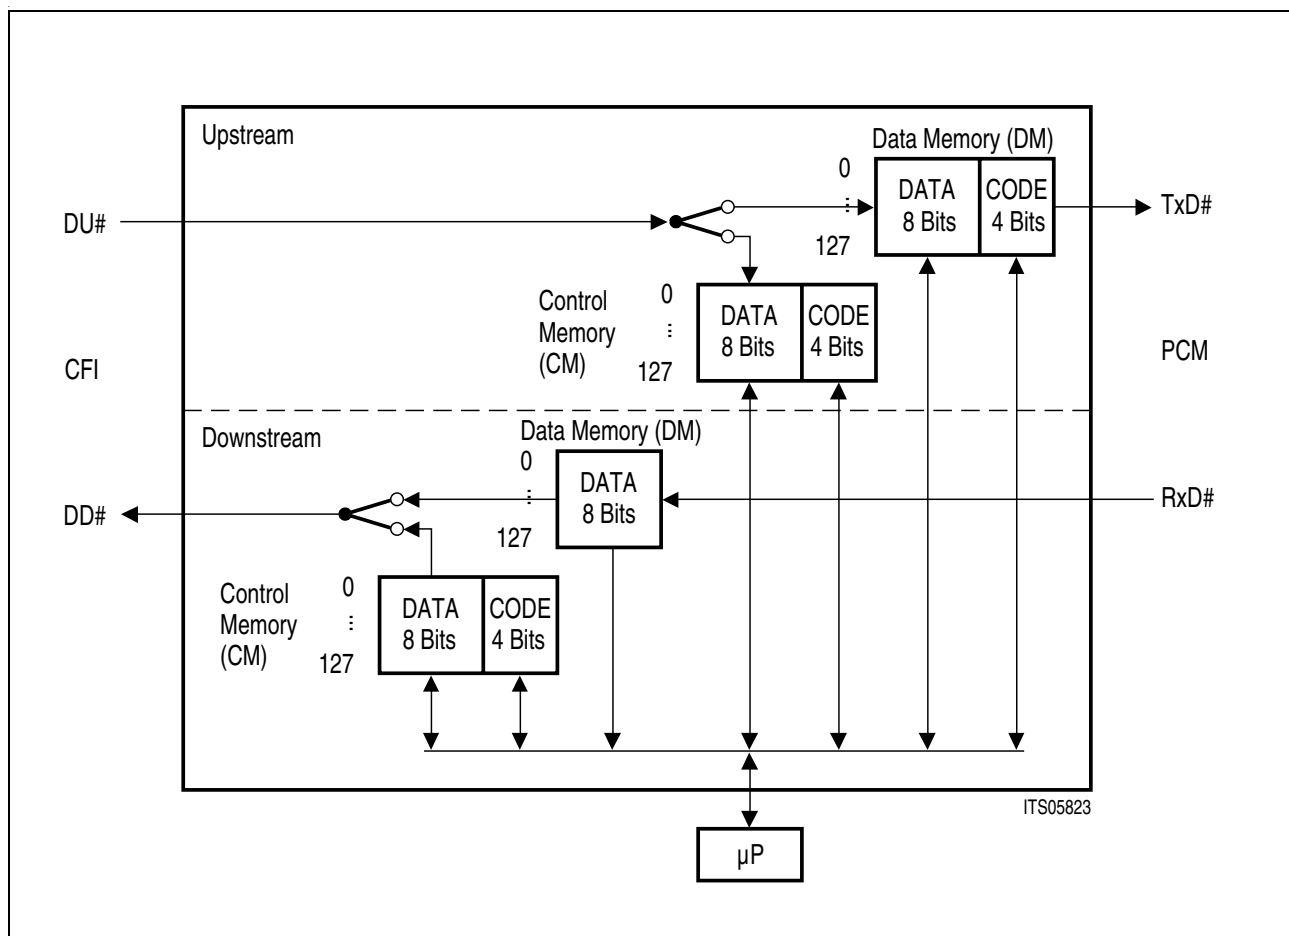 Upstream
Data Memory (DM)
0
⋮
127
DATA
8 Bits
CODE
4 Bits
DU#
TxD#
Control
Memory
(CM)
0
⋮
127
DATA
8 Bits
CODE
4 Bits
CFI
PCM
Downstream
Data Memory (DM)
0
⋮
127
DATA
8 Bits
RxD#
DD#
Control
Memory
(CM)
0
⋮
127
DATA
8 Bits
CODE
4 Bits
ITS05823
µP